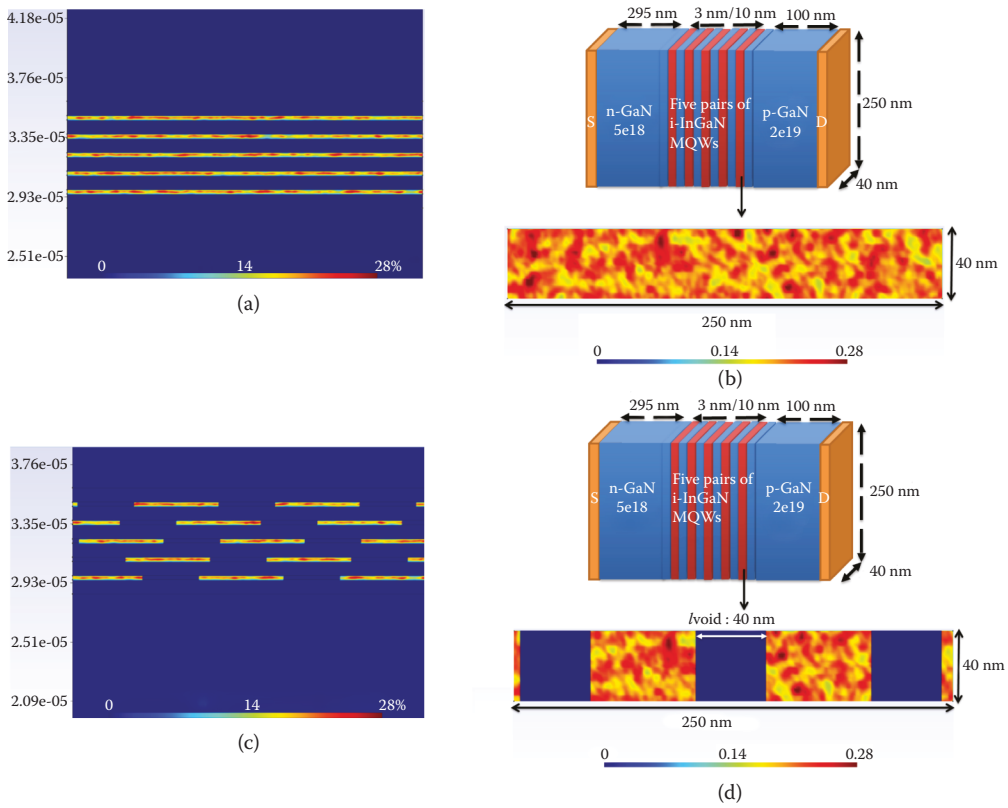 4.18e-05
3.76e-05
3.35e-05
2.93e-05
2.51e-05
0 14 28%
(a)
295 nm 3 nm/10 nm 100 nm
S
n-GaN
5e18
Five pairs of
i-InGaN
MQWs
p-GaN
2e19
D
250 nm
40 nm
40 nm
250 nm
0 0.14 0.28
(b)
3.76e-05
3.35e-05
2.93e-05
2.51e-05
2.09e-05
0 14 28%
(c)
295 nm 3 nm/10 nm 100 nm
S
n-GaN
5e18
Five pairs of
i-InGaN
MQWs
p-GaN
2e19
D
250 nm
40 nm
lvoid : 40 nm
40 nm
250 nm
0 0.14 0.28
(d)